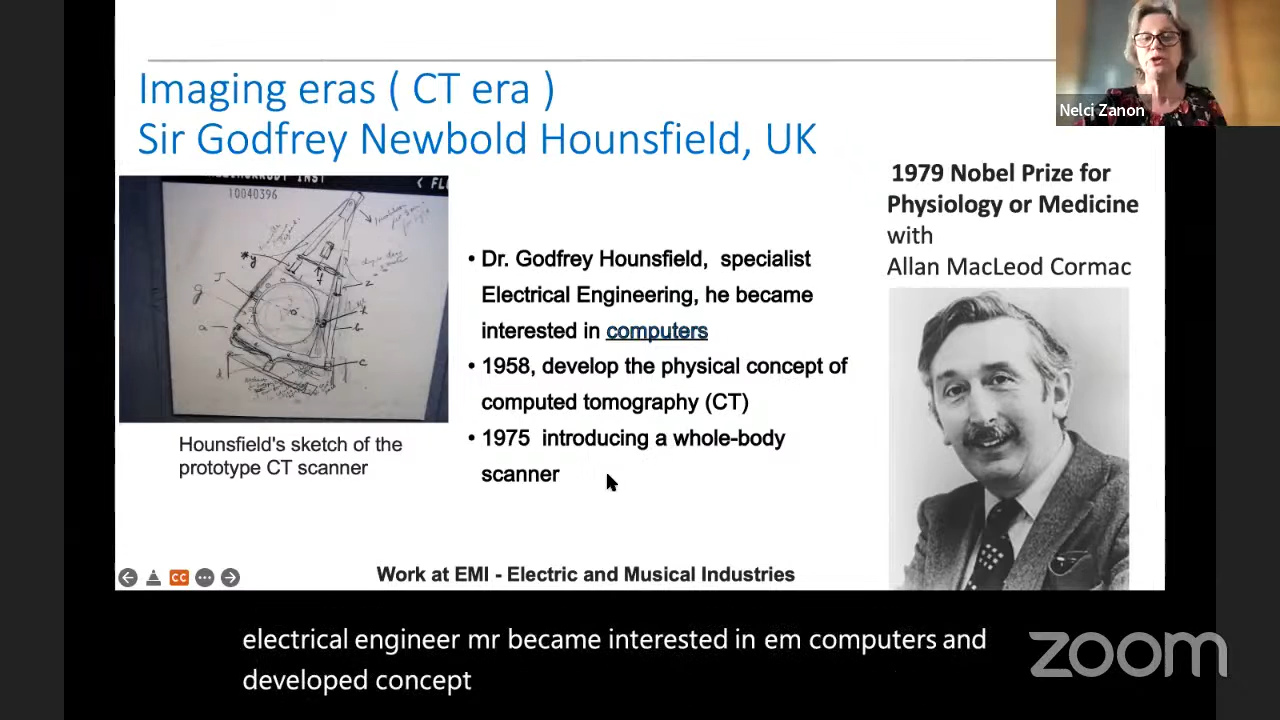 Imaging eras ( CT era )
Sir Godfrey Newbold Hounsfield, UK
Nelci Zanon
10040396
< FL
Hounsfield's sketch of the
prototype CT scanner
• Dr. Godfrey Hounsfield, specialist
Electrical Engineering, he became
interested in computers
• 1958, develop the physical concept of
computed tomography (CT)
• 1975 introducing a whole-body
scanner
1979 Nobel Prize for
Physiology or Medicine
with
Allan MacLeod Cormac
CC
Work at EMI - Electric and Musical Industries
electrical engineer mr became interested in em computers and
developed concept
zoom